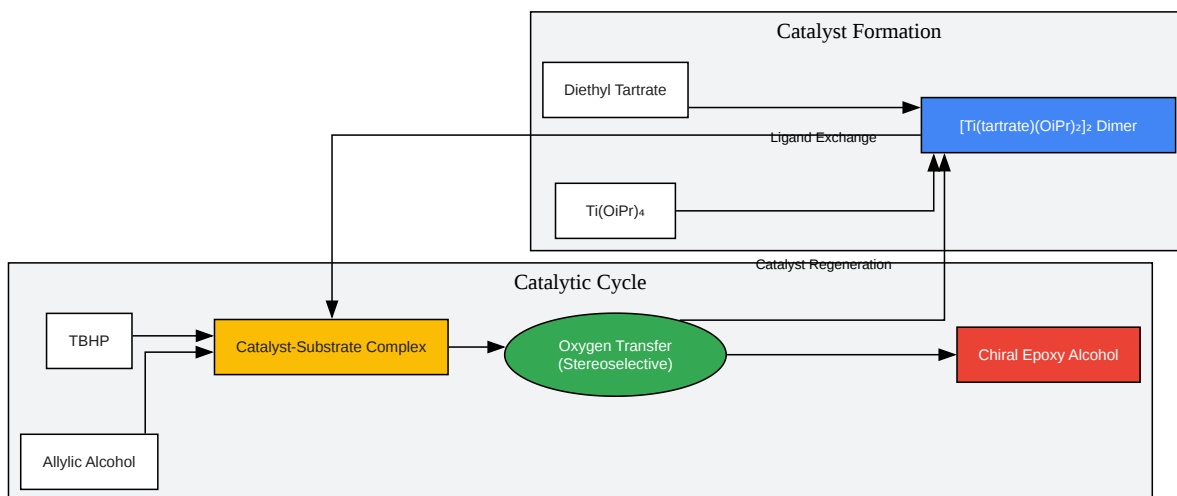 Catalyst Formation
Diethyl Tartrate
[Ti(tartrate)(OiPr)₂]₂ Dimer
Ligand Exchange
Ti(OiPr)₄
Catalyst Regeneration
Catalytic Cycle
TBHP
Catalyst-Substrate Complex
Oxygen Transfer
(Stereoselective)
Chiral Epoxy Alcohol
Allylic Alcohol